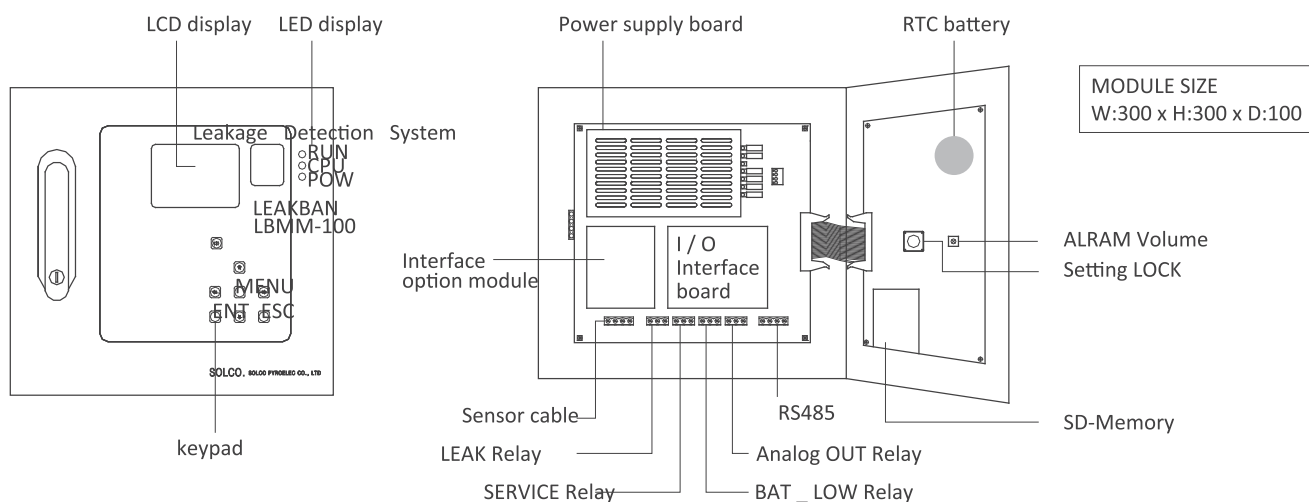 LCD display
LED display
Power supply board
RTC battery
MODULE SIZE
W:300 x H:300 x D:100
Leakage Detection System
RUN
CPU
POW
LEAKBAN
LBMM-100
MENU
ENT ESC
SOLCO. SOLCO PYROELEC CO., LTD
keypad
Interface
option module
I / O
Interface
board
ALRAM Volume
Setting LOCK
Sensor cable
RS485
SD-Memory
LEAK Relay
Analog OUT Relay
SERVICE Relay
BAT _ LOW Relay